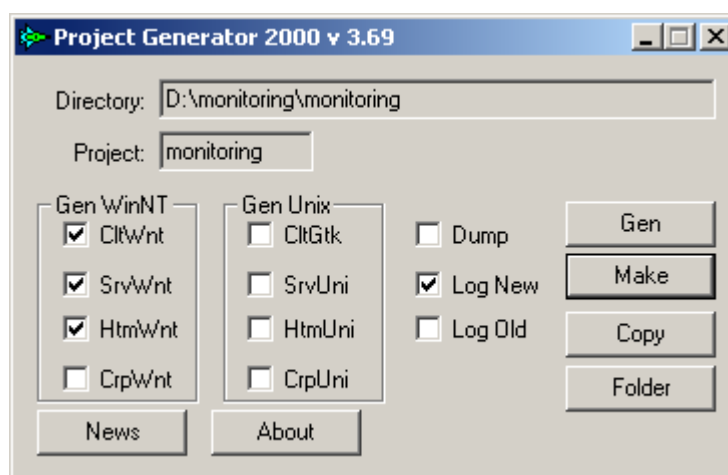 Project Generator 2000 v 3.69
Directory: D:\monitoring\monitoring
Project: monitoring
Gen WinNT Gen Unix Gen
CltWnt CltGtk Dump
SrvWnt SrvUni Log New Make
HtmWnt HtmUni Log Old Copy
CrpWnt CrpUni Folder
News About